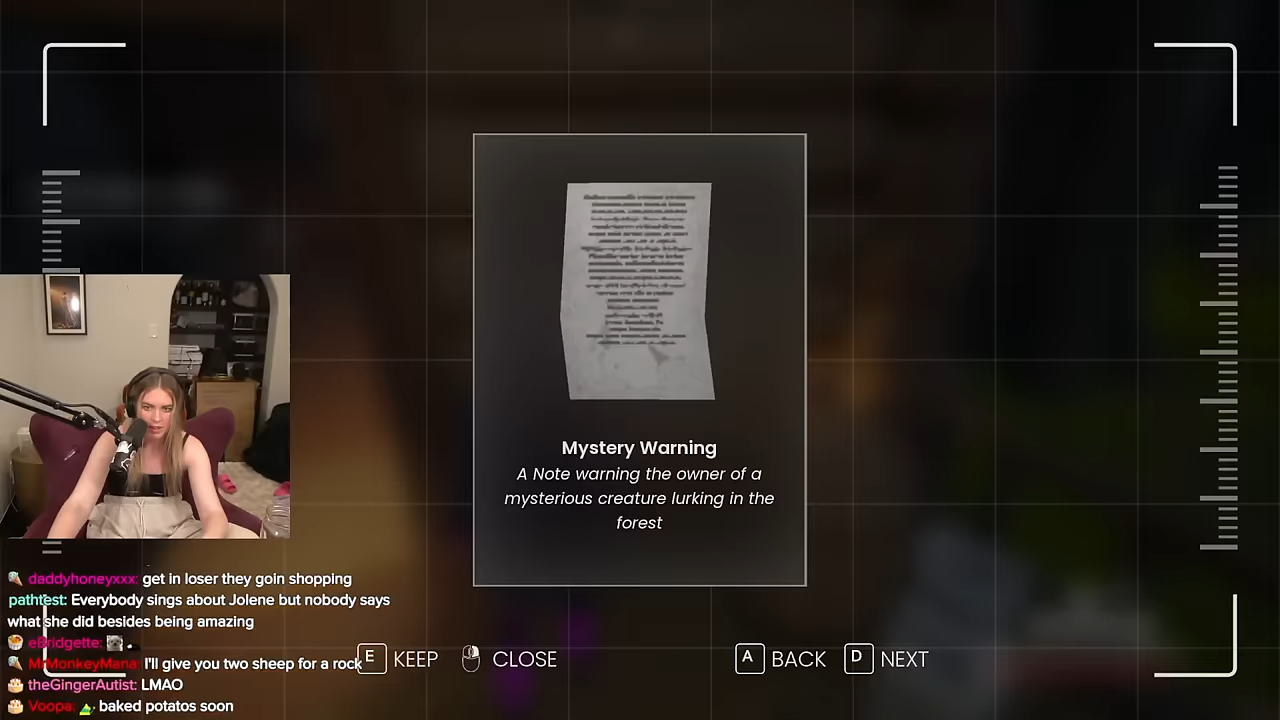 Mystery Warning
A Note warning the owner of a
mysterious creature lurking in the
forest
daddyhoneyxxx: get in loser they goin shopping
pathtest: Everybody sings about Jolene but nobody says
what she did besides being amazing
eBridgette:
MrMonkeyMana: I'll give you two sheep for a rock
theGingerAutist: LMAO
Voopa: baked potatos soon
E KEEP CLOSE A BACK D NEXT